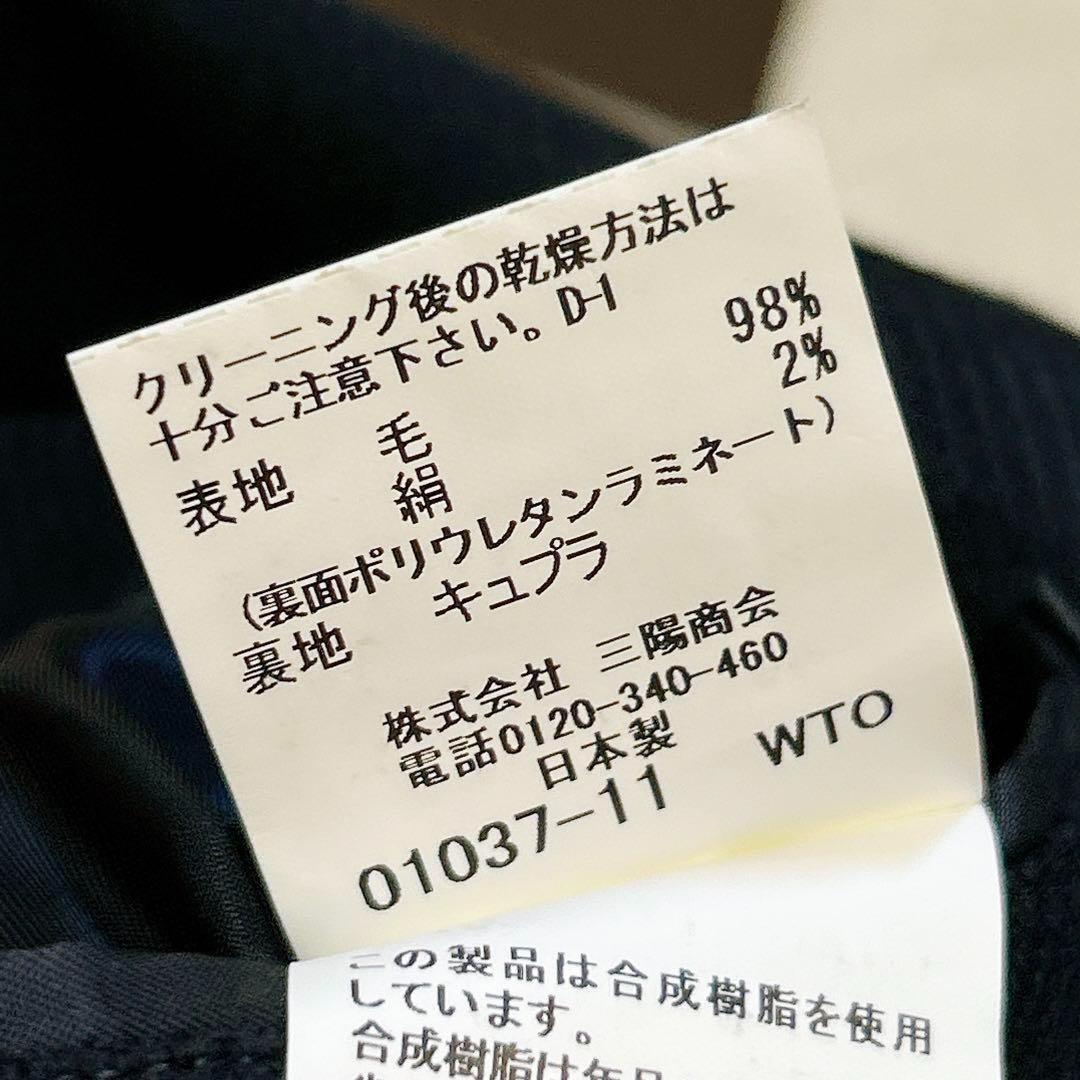 クリーニング後の乾燥方法は
十分ご注意下さい。D-1
表地 毛 98%
絹 2%
(裏面ポリウレタンラミネート)
裏地 キュプラ
株式会社 三陽商会
電話0120-340-460
日本製 WTO
01037-11
この製品は合成樹脂を使用
しています。
合成樹脂は年月